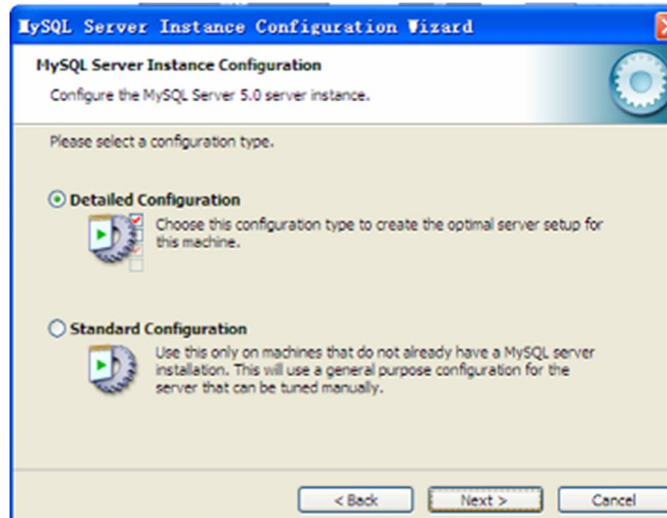 MySQL Server Instance Configuration Wizard
MySQL Server Instance Configuration
Configure the MySQL Server 5.0 server instance.
Please select a configuration type.
Detailed Configuration
Choose this configuration type to create the optimal server setup for
this machine.
Standard Configuration
Use this only on machines that do not already have a MySQL server
installation. This will use a general purpose configuration for the
server that can be tuned manually.
< Back
Next >
Cancel